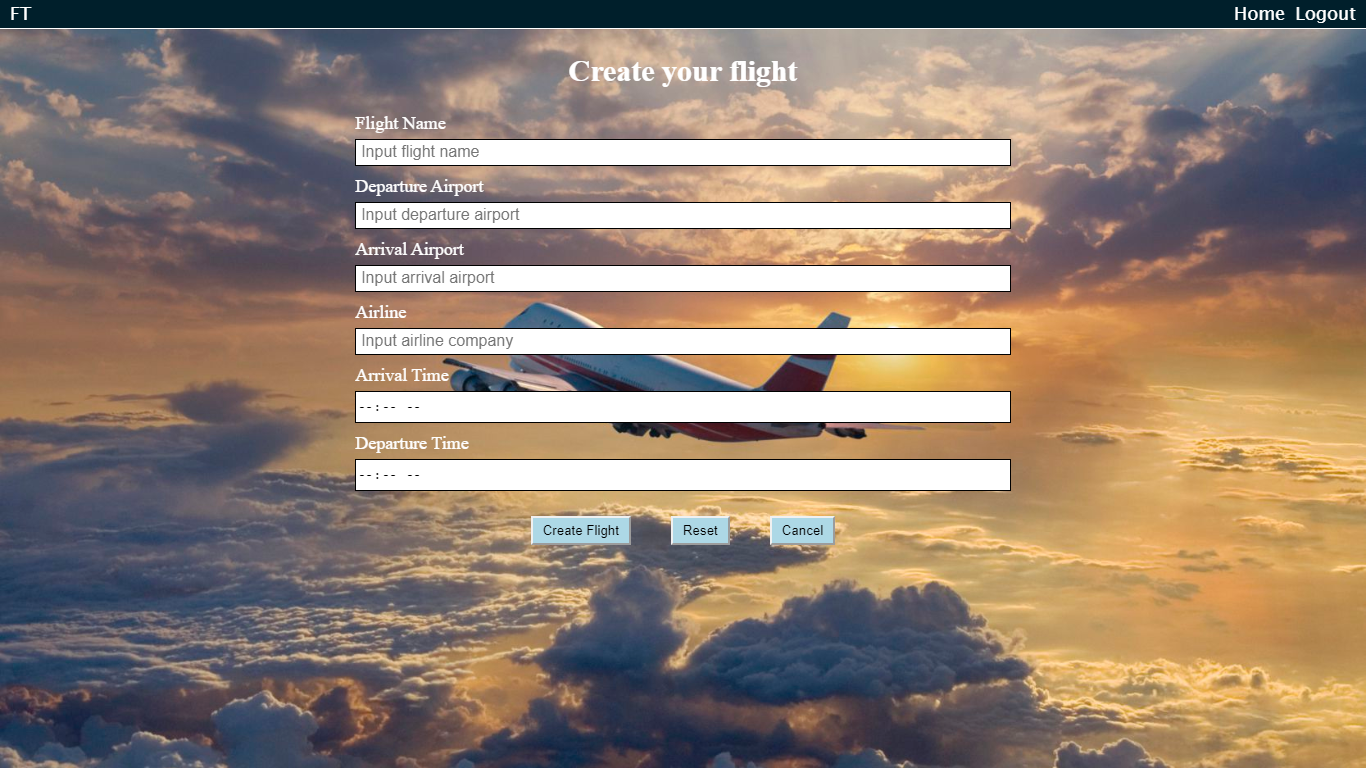 FT
Home Logout
Create your flight
Flight Name
Input flight name
Departure Airport
Input departure airport
Arrival Airport
Input arrival airport
Airline
Input airline company
Arrival Time
--:-- --
Departure Time
--:-- --
Create Flight Reset Cancel